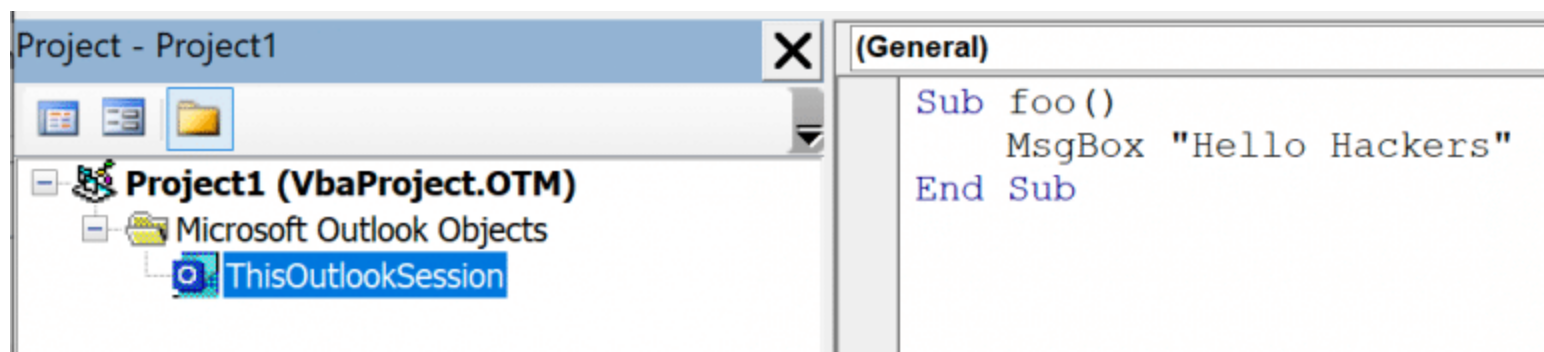 Project - Project1
Project1 (VbaProject.OTM)
Microsoft Outlook Objects
ThisOutlookSession
(General)
Sub foo()
    MsgBox "Hello Hackers"
End Sub